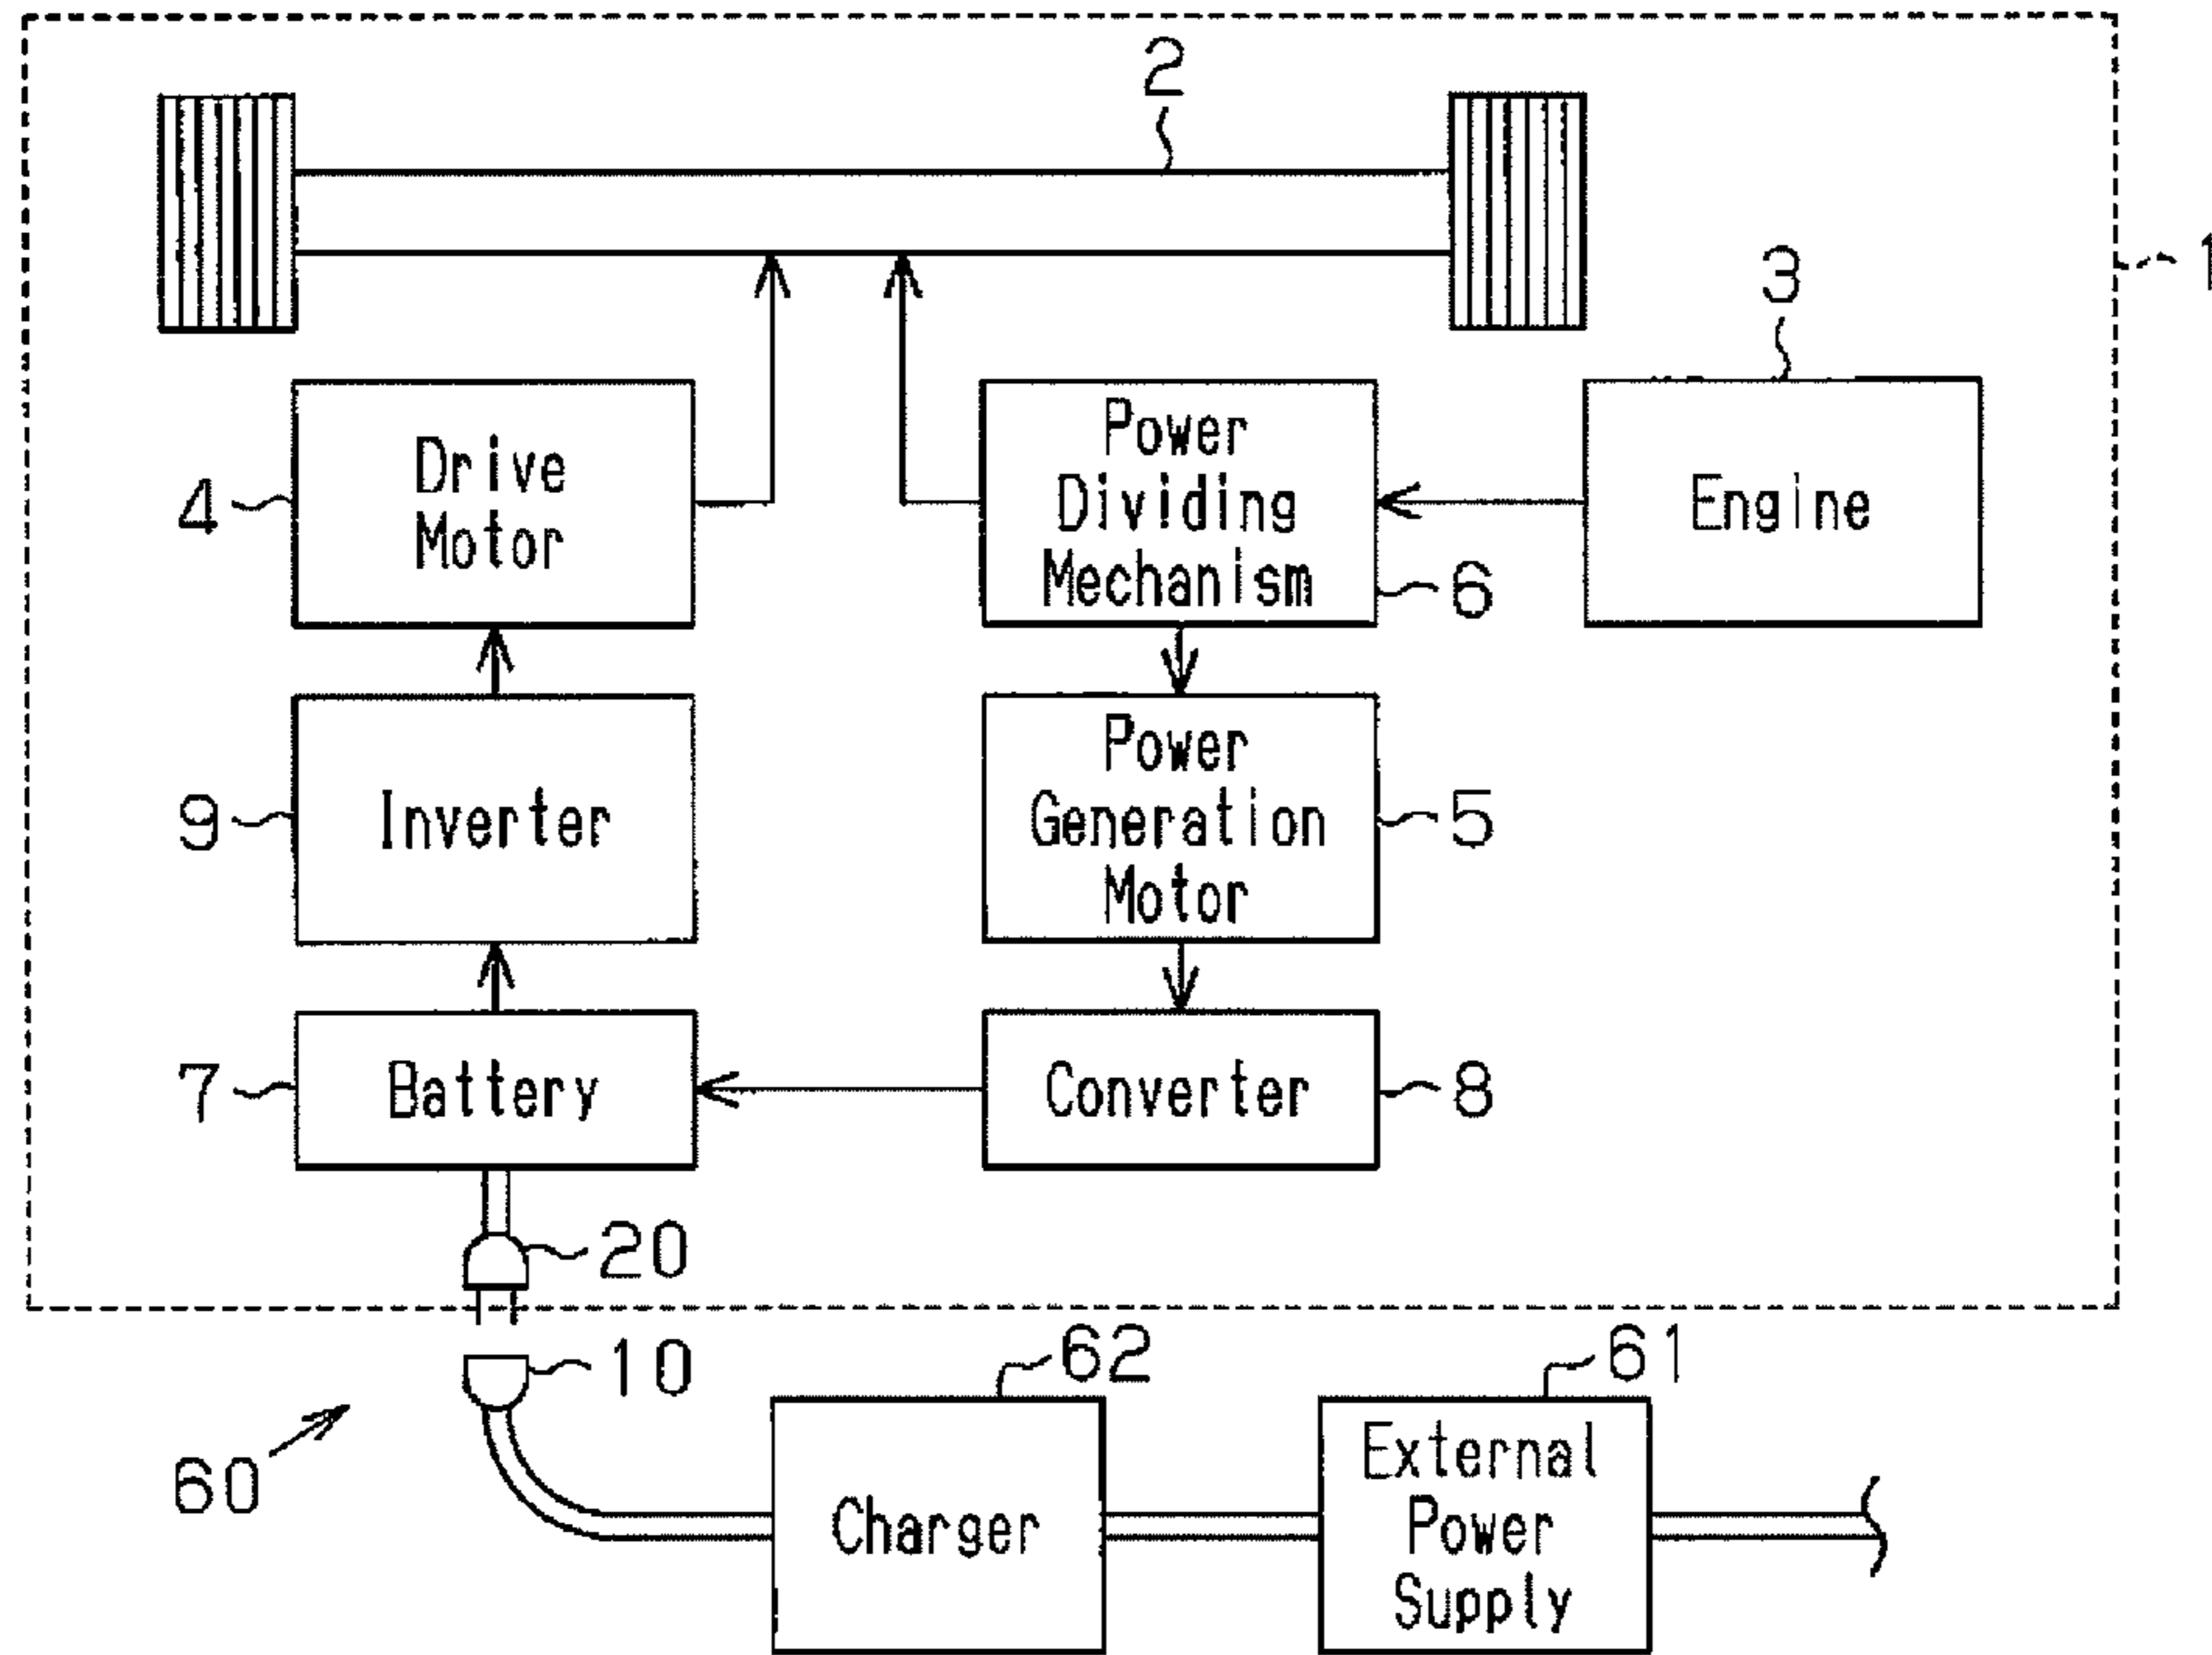 2
1
3
Drive
Motor
4
Power
Dividing
Mechanism
6
Engine
9
Inverter
Power
Generation
Motor
5
7
Battery
Converter
8
20
10
62
61
60
Charger
External
Power
Supply